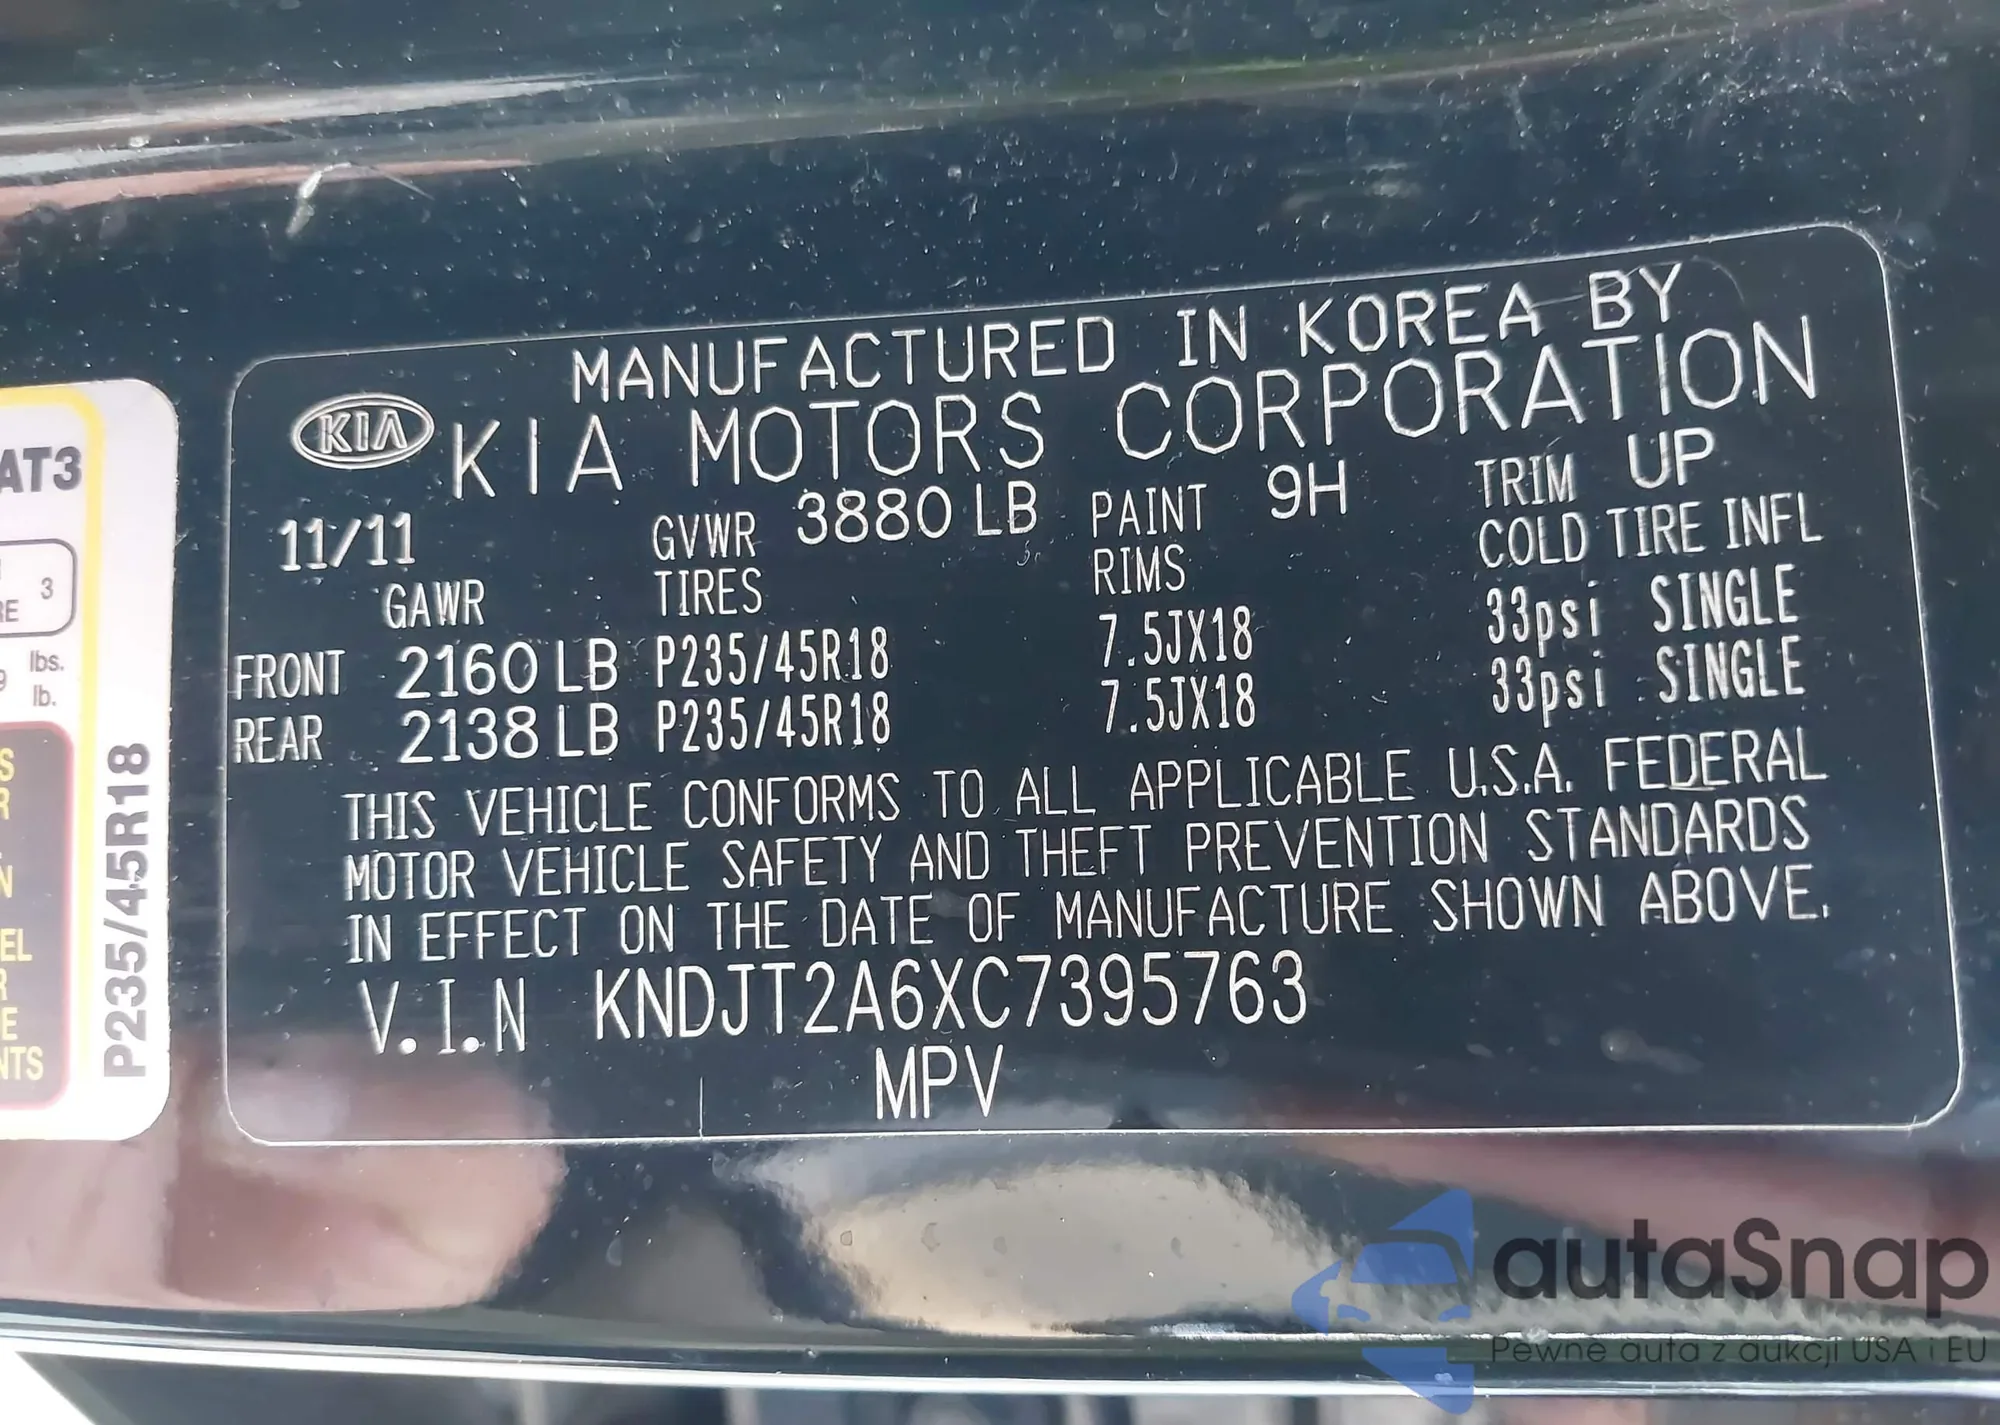 MANUFACTURED IN KOREA BY
KIA KIA MOTORS CORPORATION
11/11 GVWR 3880 LB PAINT 9H TRIM UP
GAWR TIRES RIMS COLD TIRE INFL
FRONT 2160 LB P235/45R18 7.5JX18 33psi SINGLE
REAR 2138 LB P235/45R18 7.5JX18 33psi SINGLE
THIS VEHICLE CONFORMS TO ALL APPLICABLE U.S.A. FEDERAL
MOTOR VEHICLE SAFETY AND THEFT PREVENTION STANDARDS
IN EFFECT ON THE DATE OF MANUFACTURE SHOWN ABOVE.
V.I.N KNDJT2A6XC7395763
MPV
AT3
3
lbs.
lb.
P235/45R18
autaSnap
Pewne auta z aukcji USA i EU